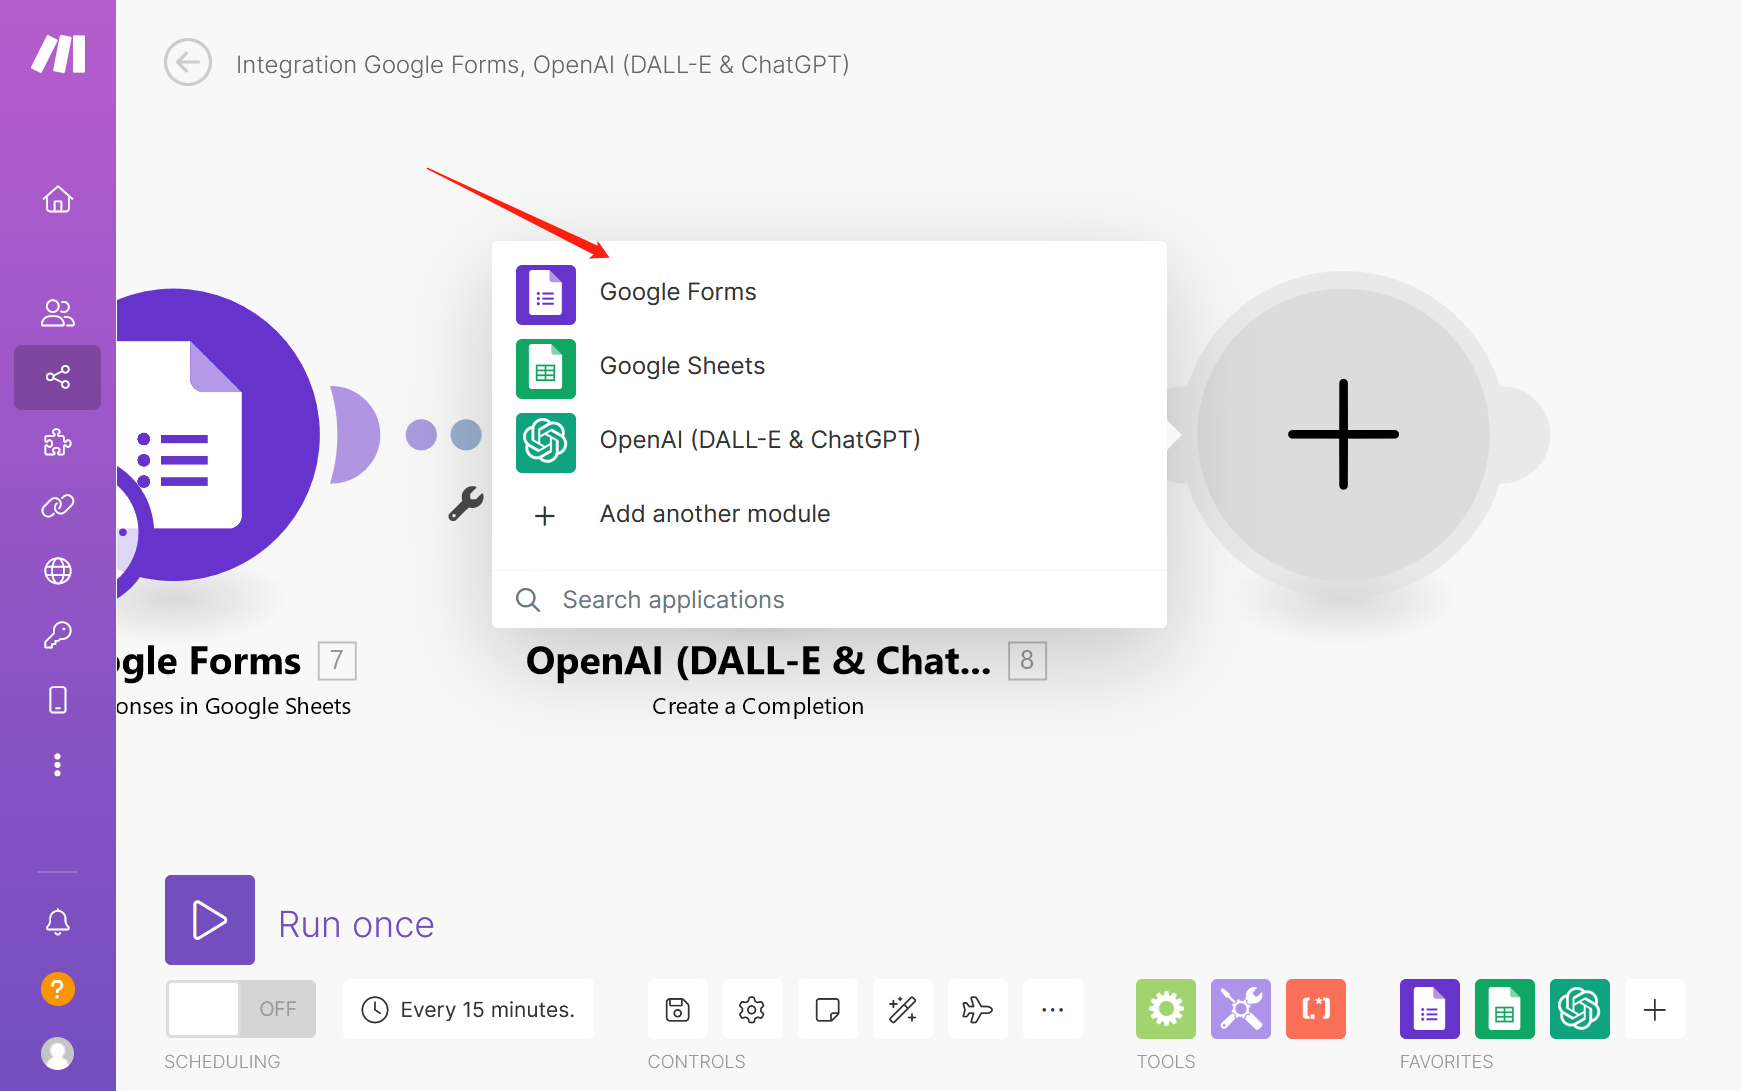 Integration Google Forms, OpenAI (DALL-E & ChatGPT)
Google Forms
Google Sheets
OpenAI (DALL-E & ChatGPT)
Add another module
Search applications
gle Forms 7
onses in Google Sheets
OpenAI (DALL-E & Chat... 8
Create a Completion
Run once
OFF
Every 15 minutes.
SCHEDULING
CONTROLS
TOOLS
FAVORITES